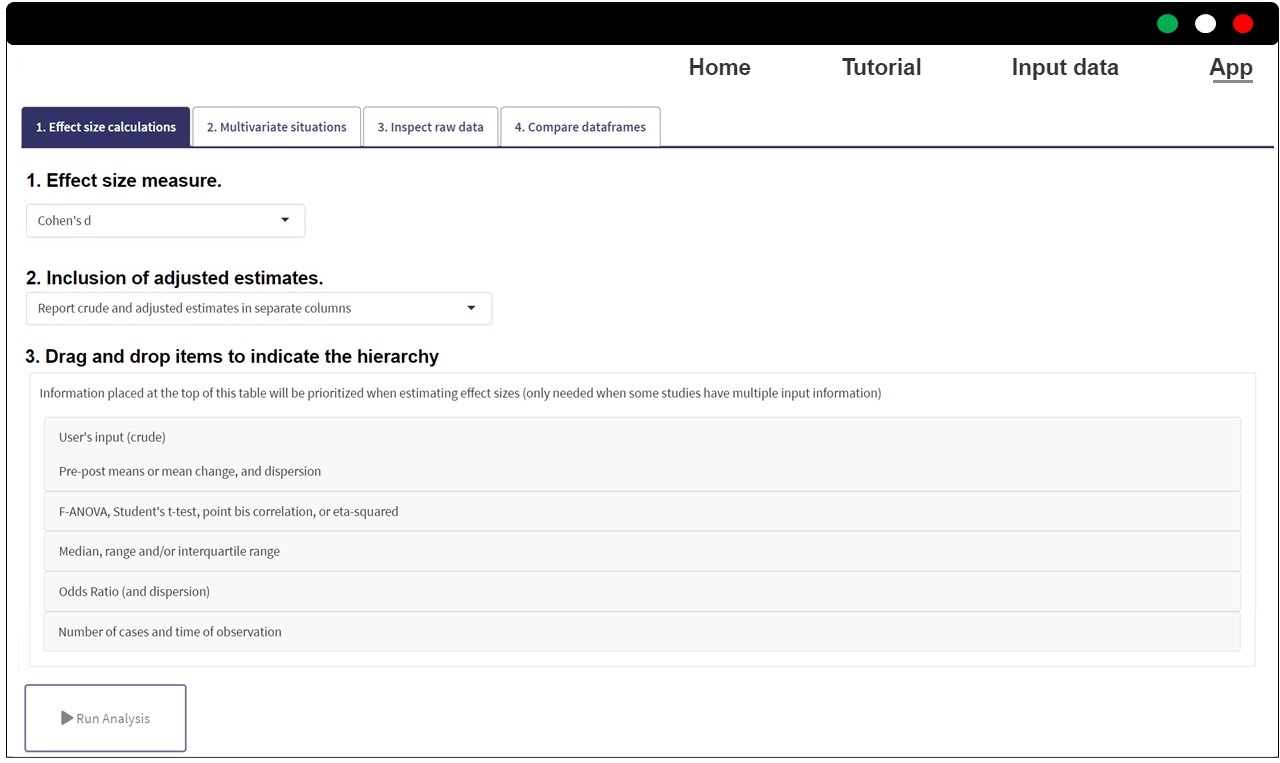 Home Tutorial Input data App
1. Effect size calculations 2. Multivariate situations 3. Inspect raw data 4. Compare dataframes
1. Effect size measure.
Cohen's d
2. Inclusion of adjusted estimates.
Report crude and adjusted estimates in separate columns
3. Drag and drop items to indicate the hierarchy
Information placed at the top of this table will be prioritized when estimating effect sizes (only needed when some studies have multiple input information)
User's input (crude)
Pre-post means or mean change, and dispersion
F-ANOVA, Student's t-test, point bis correlation, or eta-squared
Median, range and/or interquartile range
Odds Ratio (and dispersion)
Number of cases and time of observation
Run Analysis